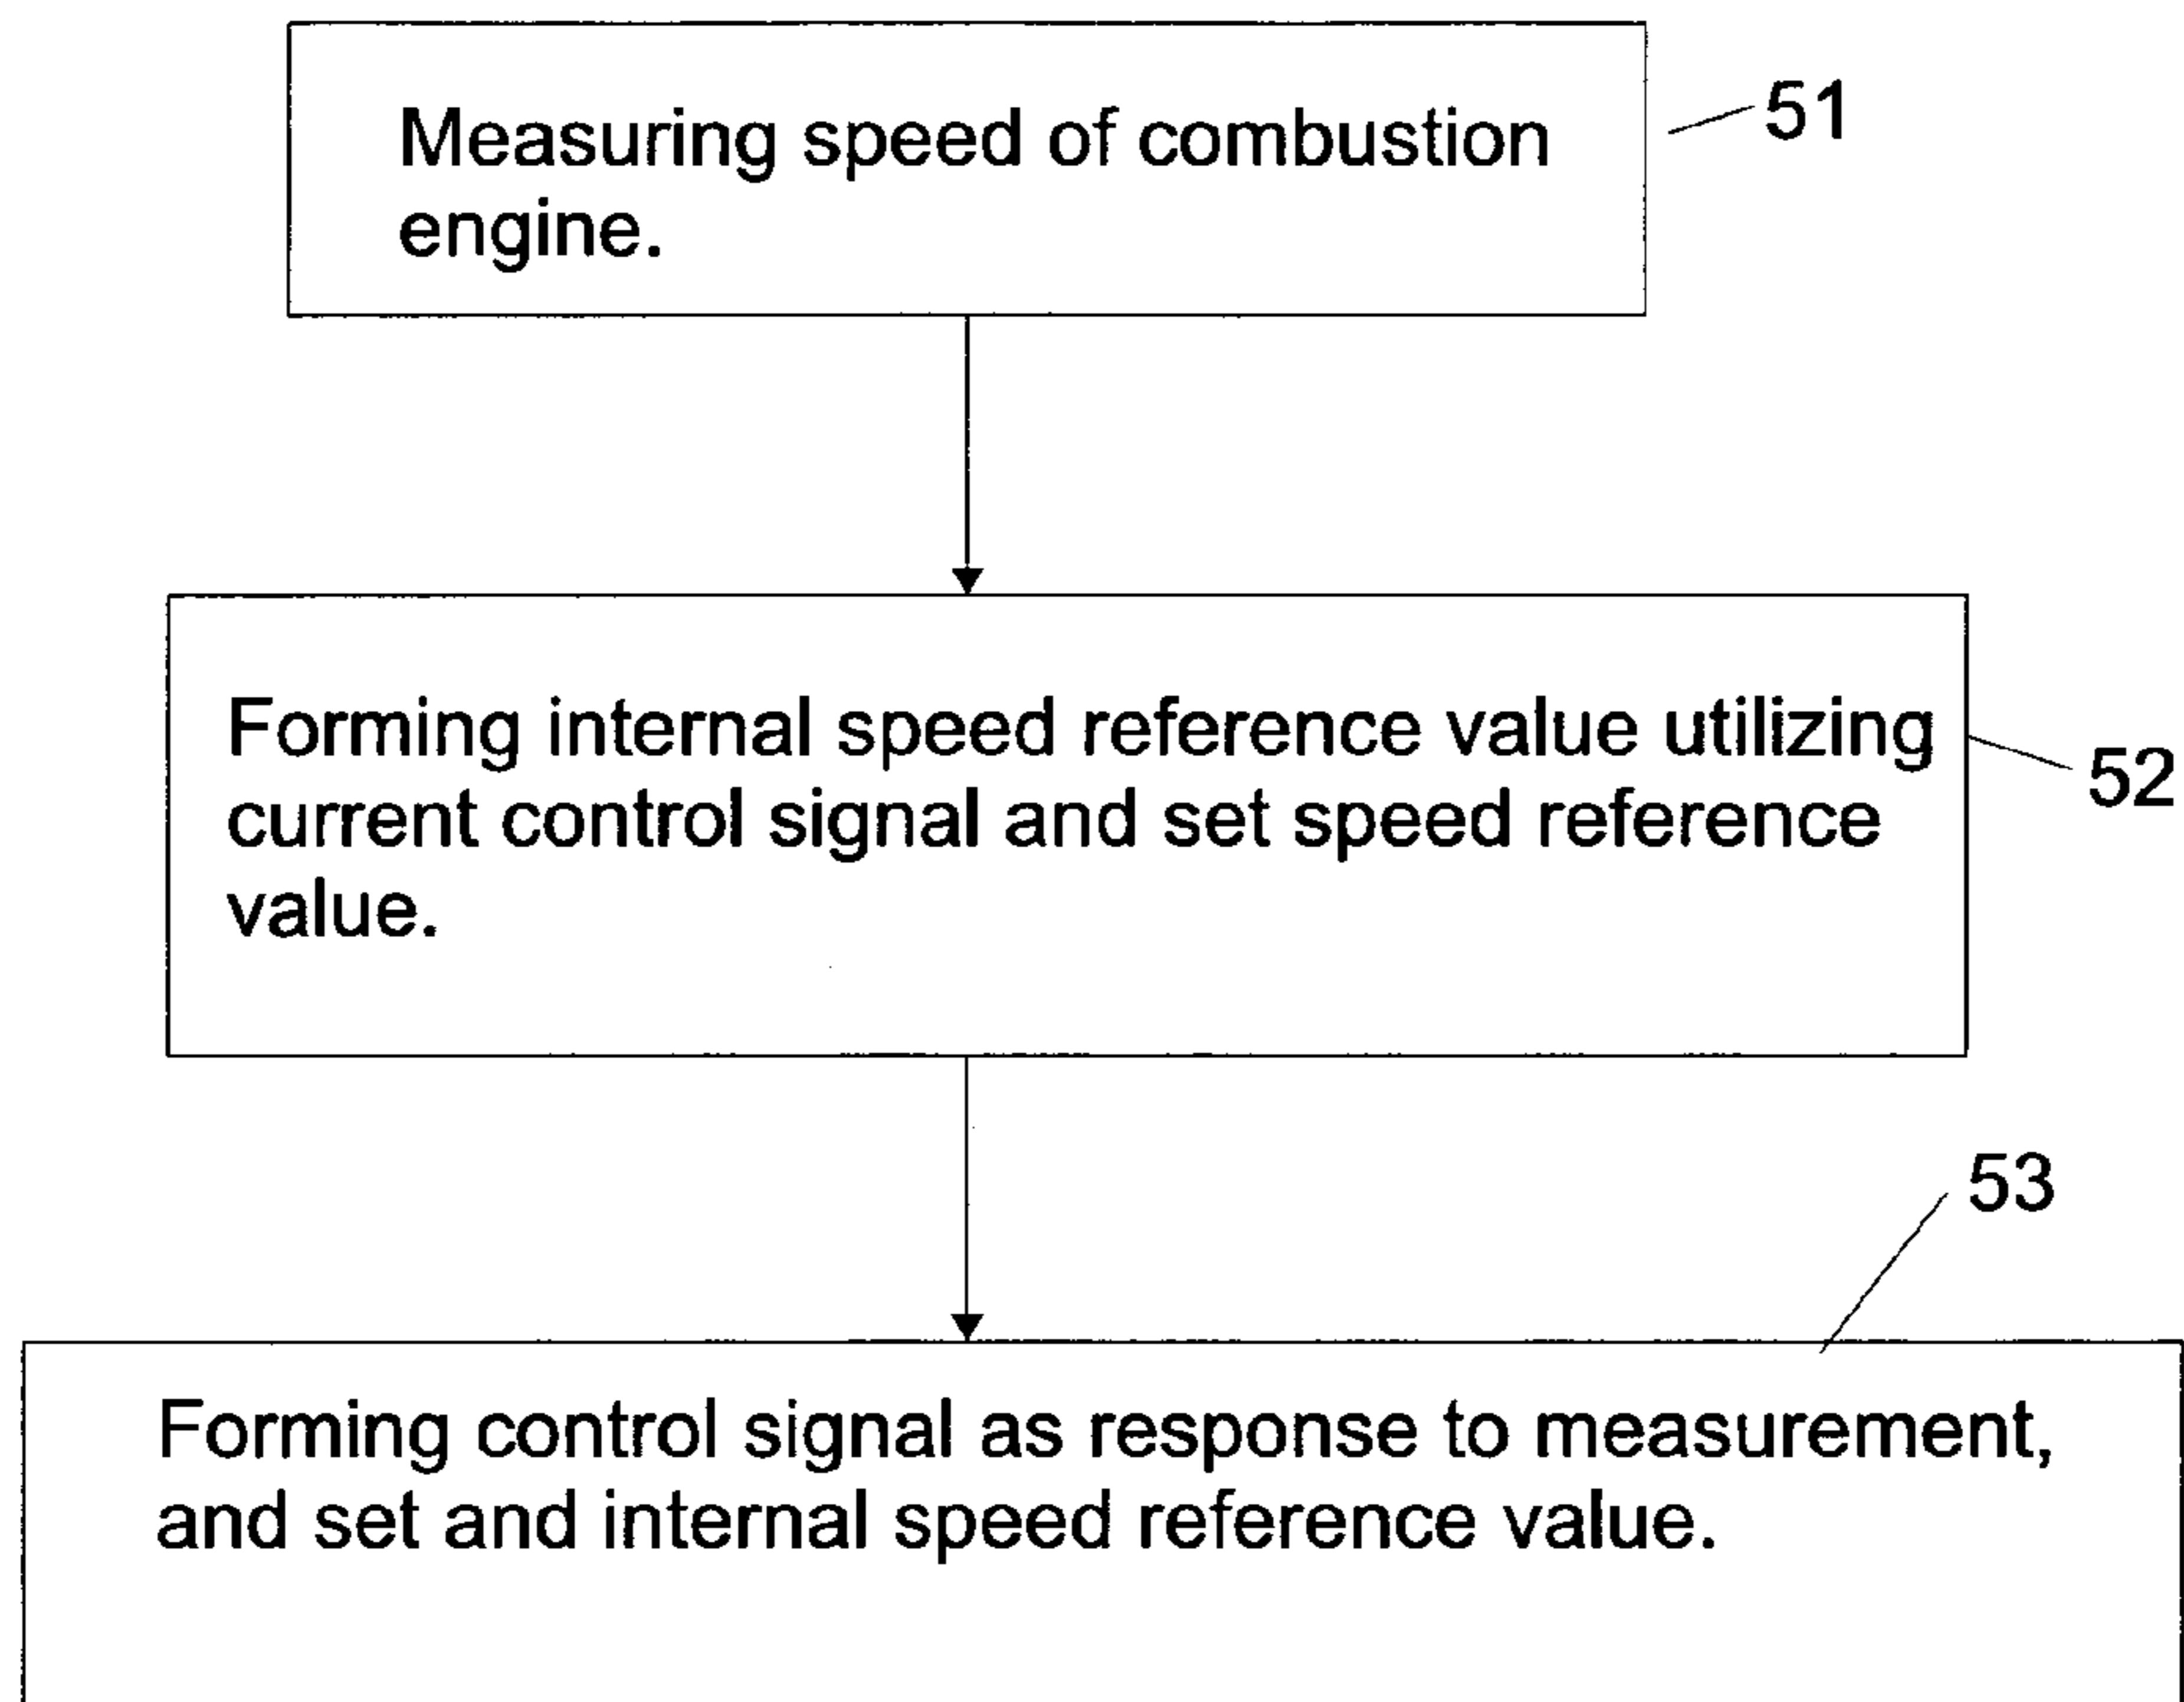 Measuring speed of combustion
engine.
51
Forming internal speed reference value utilizing
current control signal and set speed reference
value.
52
53
Forming control signal as response to measurement,
and set and internal speed reference value.